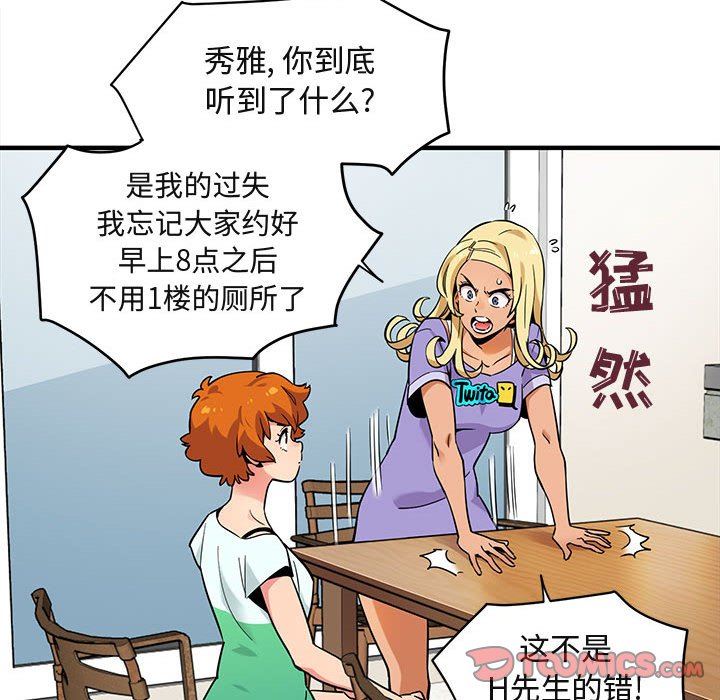 秀雅, 你到底
听到了什么?
是我的过失
我忘记大家约好
早上8点之后
不用1楼的厕所了
猛
然
Twita
这不是
H先生的错!
COMIC
READTOON